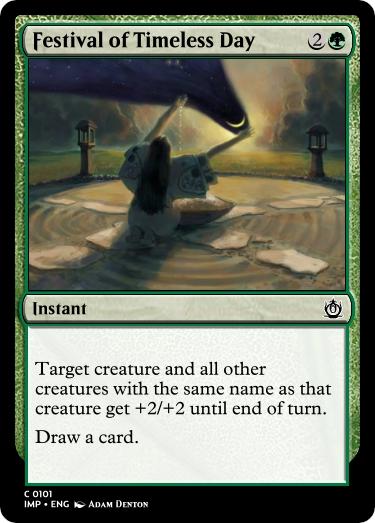 Festival of Timeless Day 2
Instant
Target creature and all other
creatures with the same name as that
creature get +2/+2 until end of turn.
Draw a card.
C 0101
IMP • ENG Adam Denton